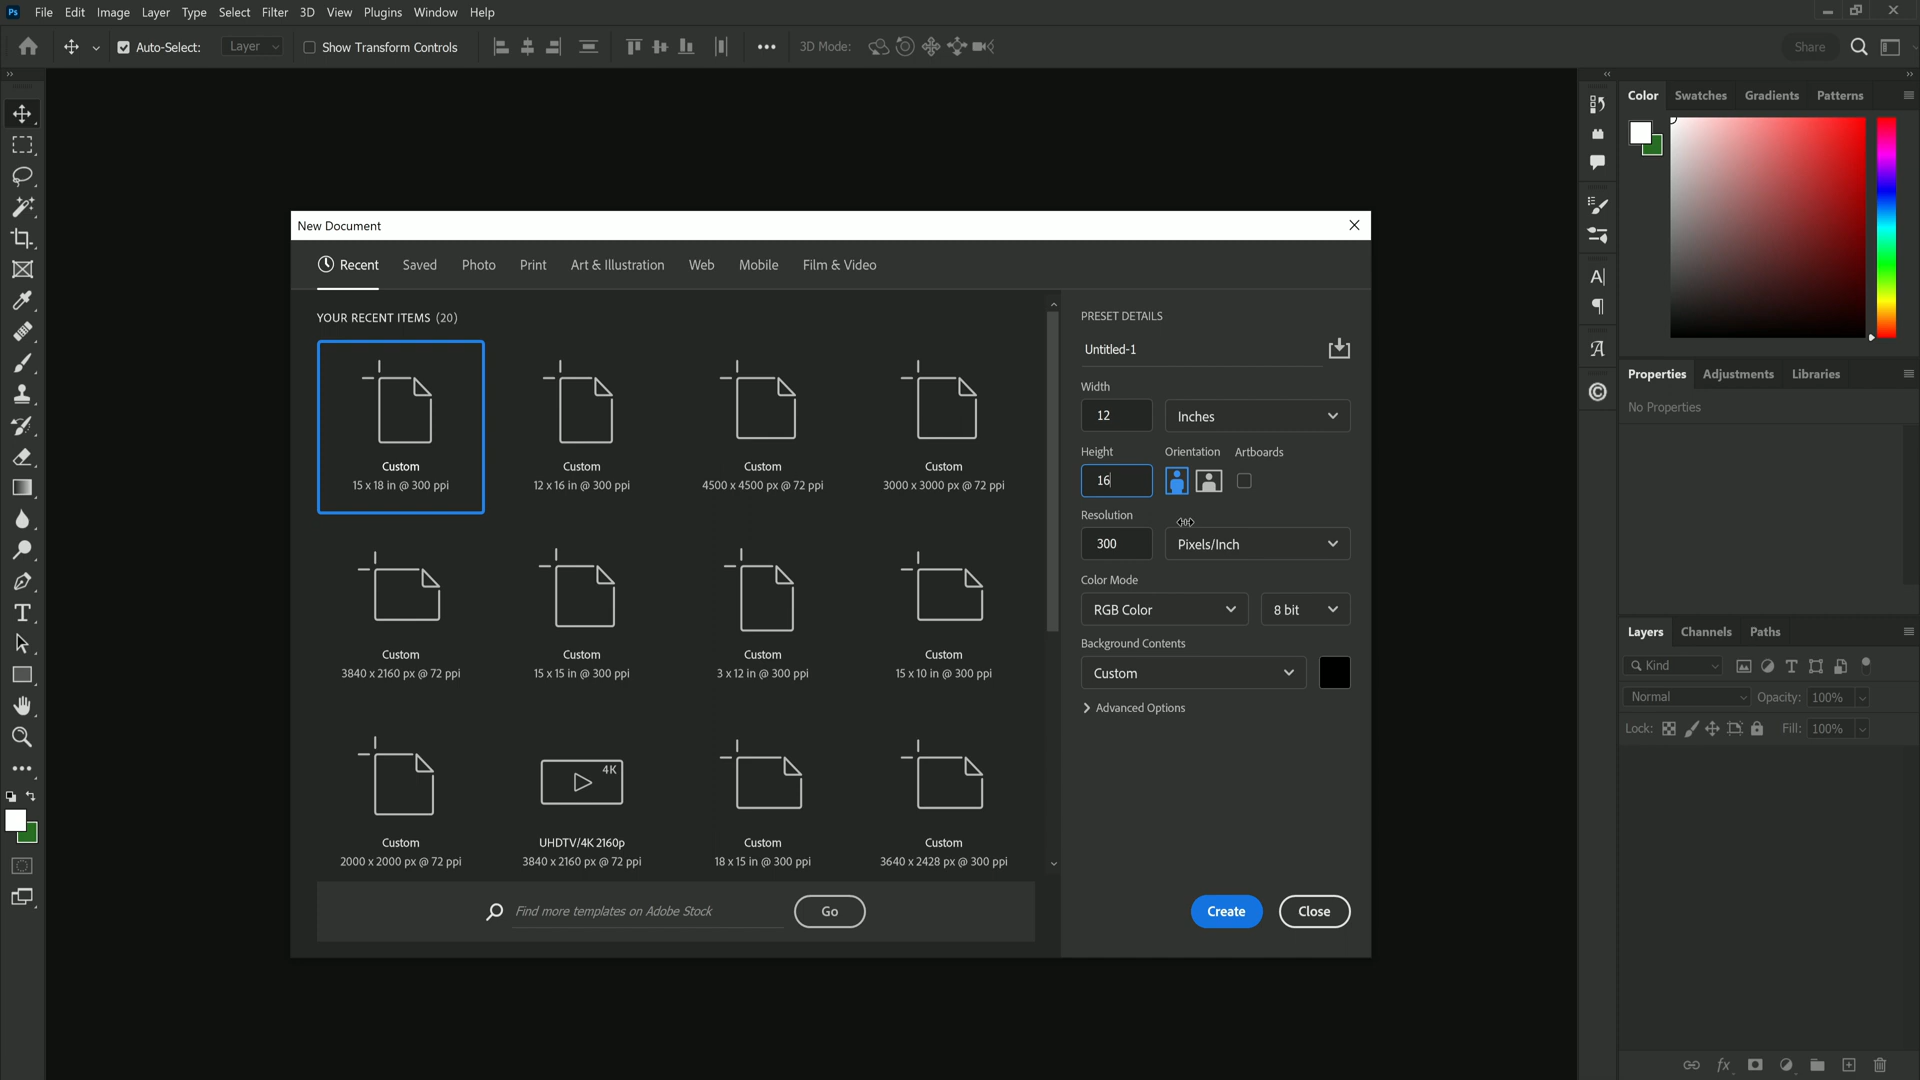 Ps File Edit Image Layer Type Select Filter 3D View Plugins Window Help
Auto-Select: Layer Show Transform Controls 3D Mode: Share
Color Swatches Gradients Patterns
New Document
Recent Saved Photo Print Art & Illustration Web Mobile Film & Video
YOUR RECENT ITEMS (20)
Custom
15 x 18 in @ 300 ppi
Custom
12 x 16 in @ 300 ppi
Custom
4500 x 4500 px @ 72 ppi
Custom
3000 x 3000 px @ 72 ppi
Custom
3840 x 2160 px @ 72 ppi
Custom
15 x 15 in @ 300 ppi
Custom
3 x 12 in @ 300 ppi
Custom
15 x 10 in @ 300 ppi
Custom
2000 x 2000 px @ 72 ppi
4K
UHDTV/4K 2160p
3840 x 2160 px @ 72 ppi
Custom
18 x 15 in @ 300 ppi
Custom
3640 x 2428 px @ 300 ppi
Find more templates on Adobe Stock Go
PRESET DETAILS
Untitled-1
Width
12 Inches
Height Orientation Artboards
16
Resolution
300 Pixels/Inch
Color Mode
RGB Color 8 bit
Background Contents
Custom
Advanced Options
Create Close
Properties Adjustments Libraries
No Properties
Layers Channels Paths
Kind
Normal Opacity: 100%
Lock: Fill: 100%